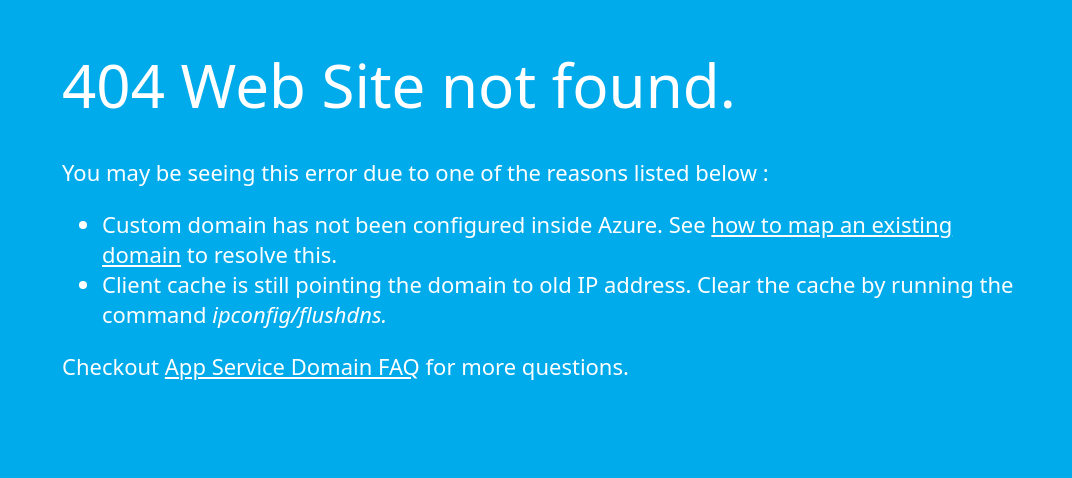 404 Web Site not found.
You may be seeing this error due to one of the reasons listed below :
Custom domain has not been configured inside Azure. See how to map an existing
domain to resolve this.
Client cache is still pointing the domain to old IP address. Clear the cache by running the
command ipconfig/flushdns.
Checkout App Service Domain FAQ for more questions.